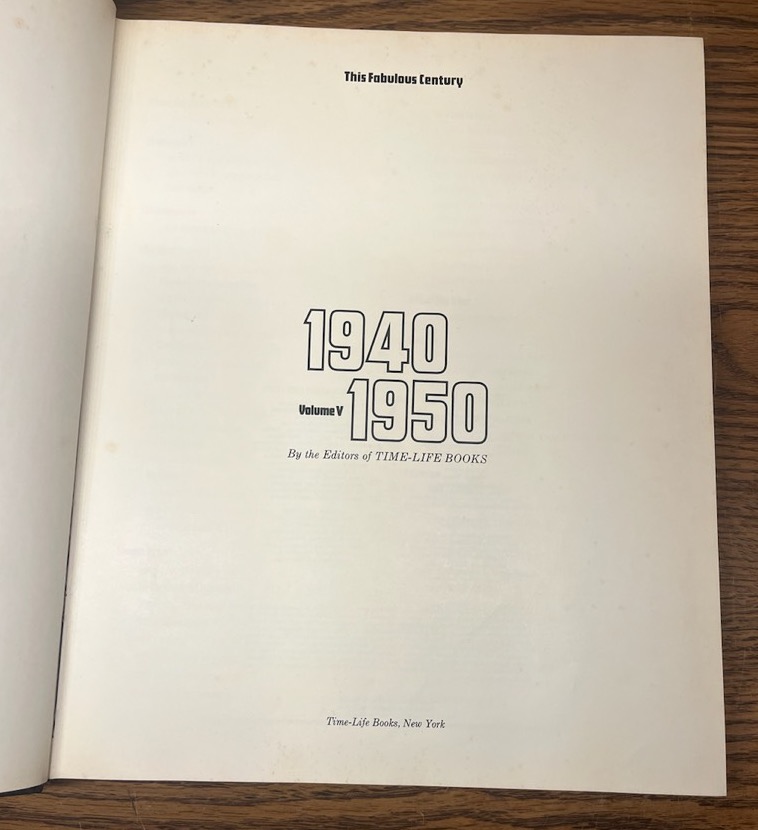 This Fabulous Century
1940
Volume V 1950
By the Editors of TIME-LIFE BOOKS
Time-Life Books, New York